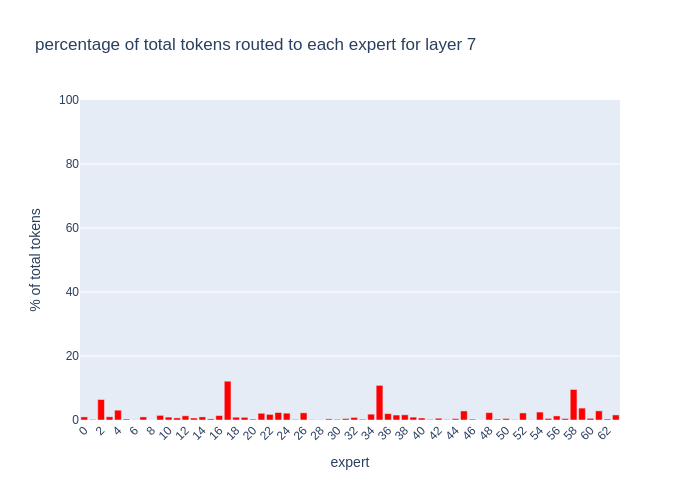 percentage of total tokens routed to each expert for layer 7
100
80
60
40
20
0
% of total tokens
0 2 4 6 8 10 12 14 16 18 20 22 24 26 28 30 32 34 36 38 40 42 44 46 48 50 52 54 56 58 60 62
expert